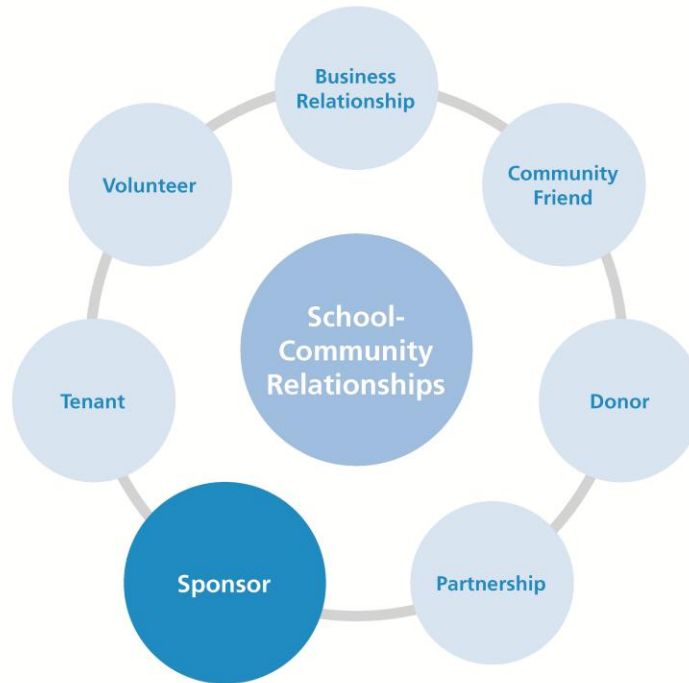 Business
Relationship
Community
Friend
Donor
Partnership
Sponsor
Tenant
Volunteer
School-
Community
Relationships